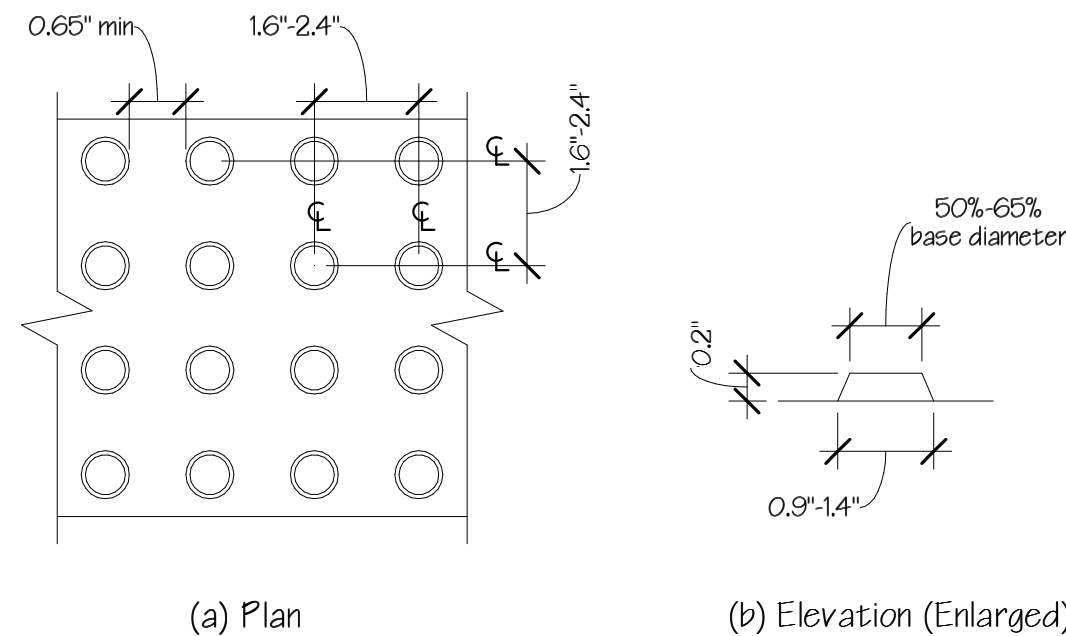 0.65" min
1.6"-2.4"
1.6"-2.4"
℄
℄ ℄
℄
50%-65%
base diameter
0.2"
0.9"-1.4"
(a) Plan
(b) Elevation (Enlarged)